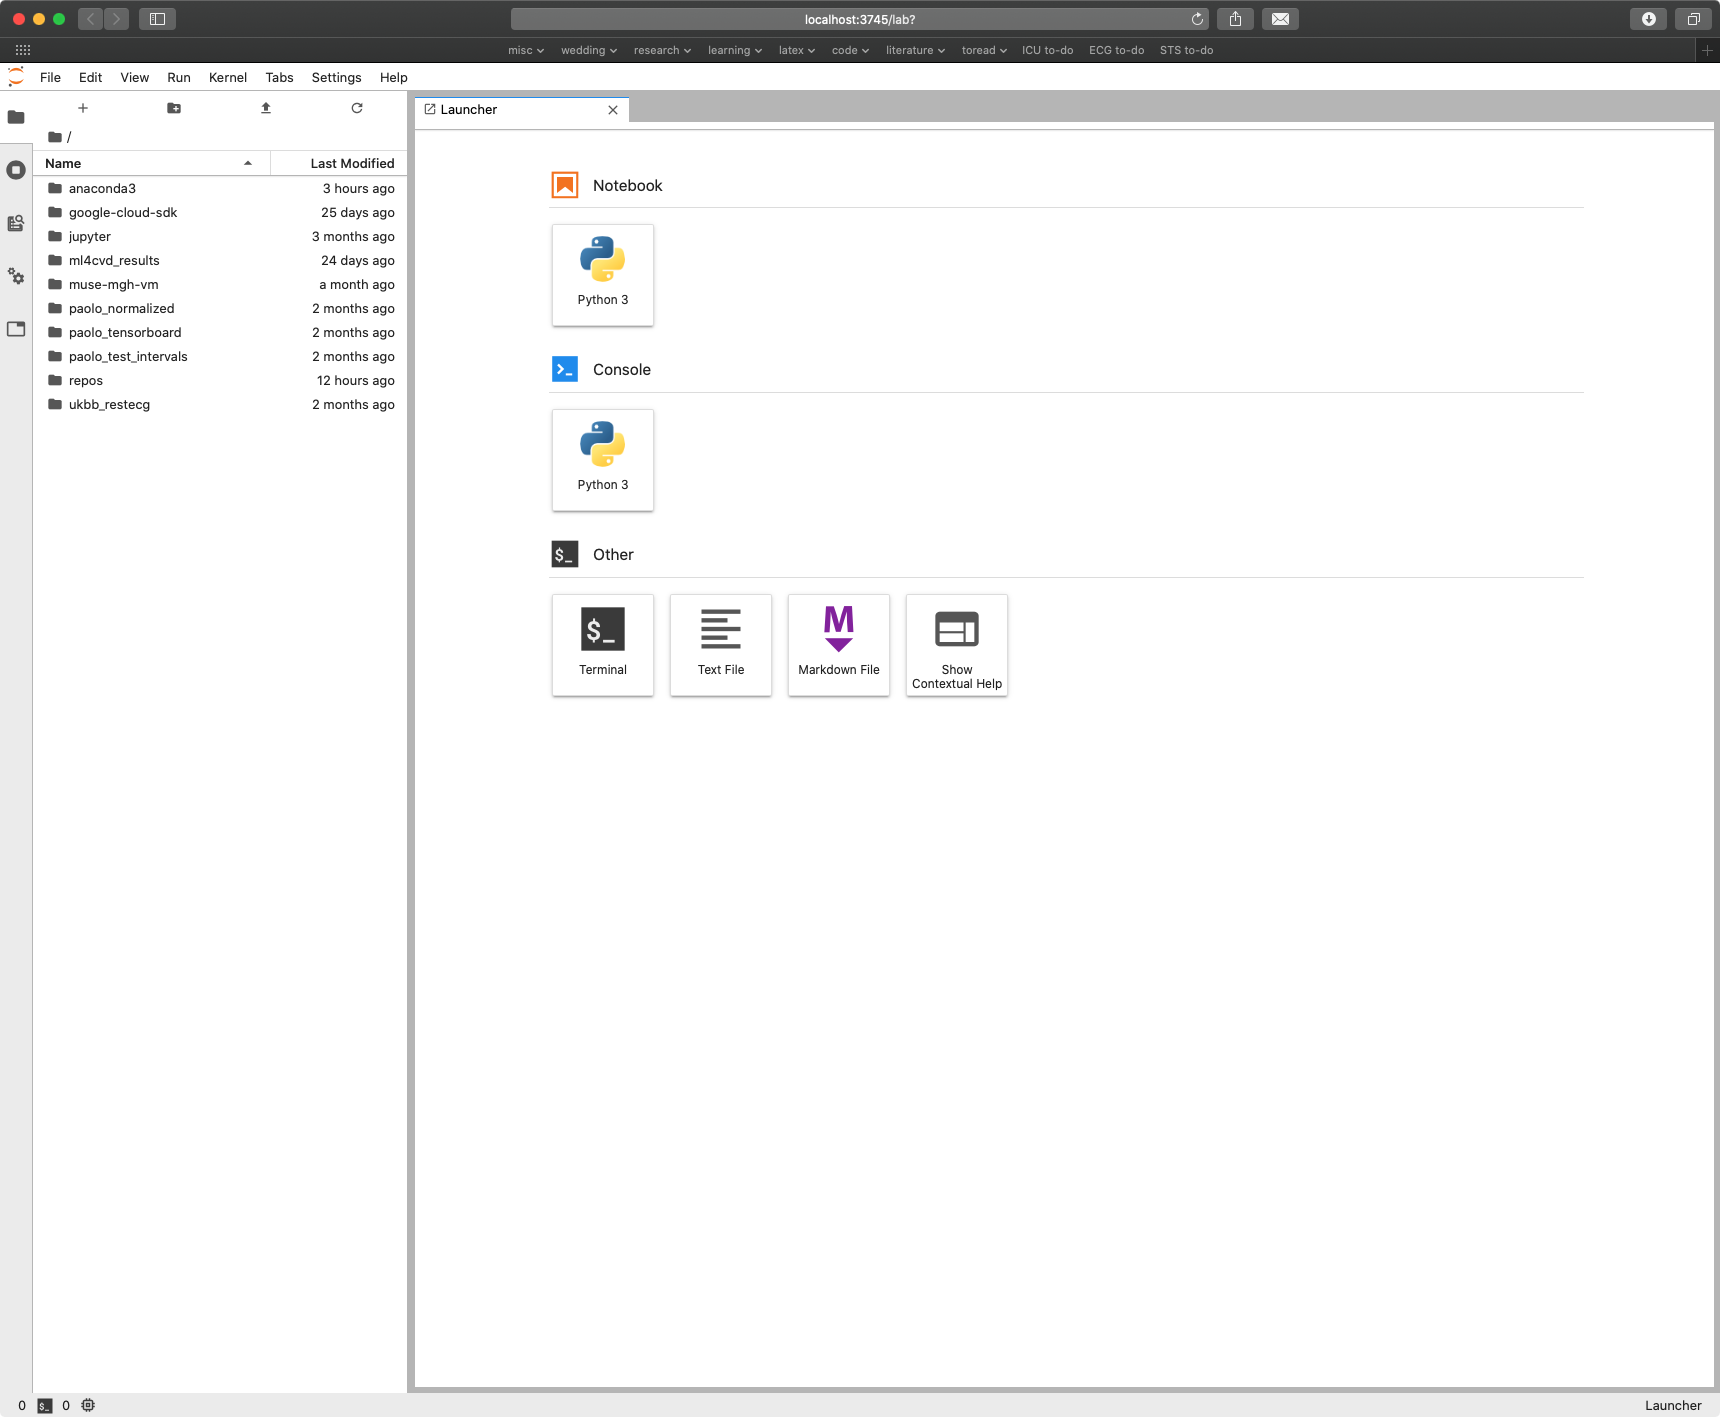 localhost:3745/lab?
misc wedding research learning latex code literature toread ICU to-do ECG to-do STS to-do
File Edit View Run Kernel Tabs Settings Help
Launcher
/
Name Last Modified
anaconda3 3 hours ago
google-cloud-sdk 25 days ago
jupyter 3 months ago
ml4cvd_results 24 days ago
muse-mgh-vm a month ago
paolo_normalized 2 months ago
paolo_tensorboard 2 months ago
paolo_test_intervals 2 months ago
repos 12 hours ago
ukbb_restecg 2 months ago
Notebook
Python 3
>_ Console
Python 3
$_ Other
$_
M
Terminal
Text File
Markdown File
Show
Contextual Help
0 $_ 0
Launcher